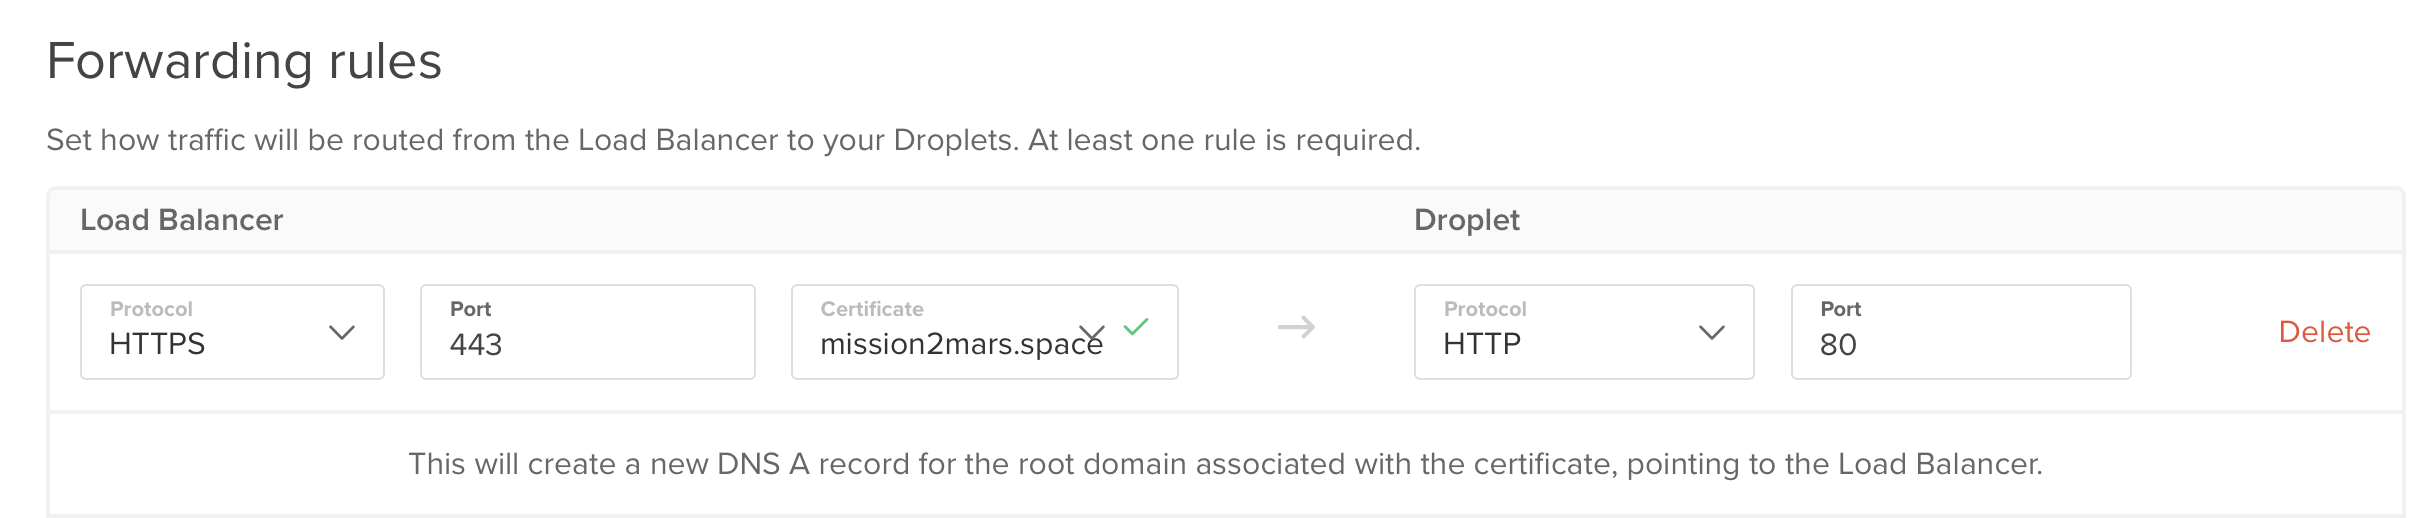 Forwarding rules
Set how traffic will be routed from the Load Balancer to your Droplets. At least one rule is required.
Load Balancer Droplet
Protocol Port Certificate Protocol Port
HTTPS 443 mission2mars.space HTTP 80 Delete
This will create a new DNS A record for the root domain associated with the certificate, pointing to the Load Balancer.